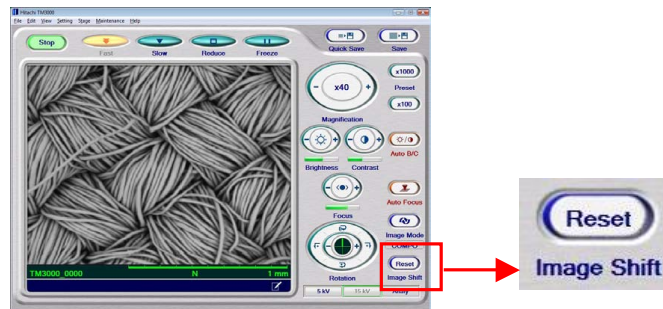 Hitachi TM3000
File Edit View Setting Stage Maintenance Help
Stop
Fast
Slow
Reduce
Freeze
Quick Save
Save
x40
x1000
Preset
x100
Magnification
Brightness
Contrast
Auto B/C
Focus
Auto Focus
Image Mode
COMPO
Reset
Image Shift
Rotation
TM3000_0000 N 1 mm
5 kV 15 kV Array
Reset
Image Shift